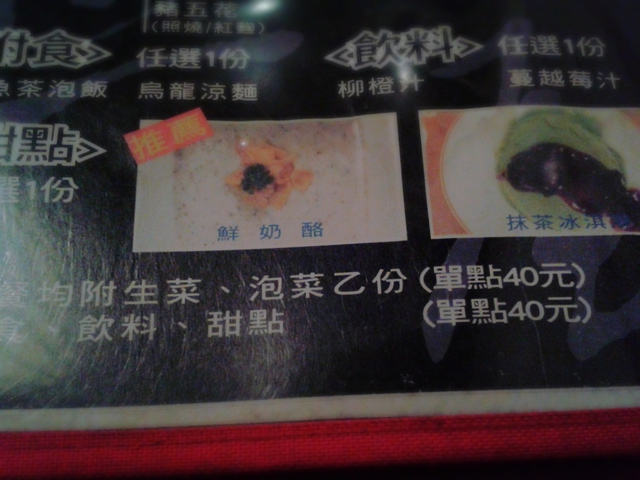 豬五花
(照燒/紅麴)
附食> 任選1份 <飲料> 任選1份
茶泡飯 烏龍涼麵 柳橙汁 蔓越莓汁
甜點>
選1份
推薦
鮮奶酪
抹茶冰淇
餐均附生菜、泡菜乙份(單點40元)
食、飲料、甜點 (單點40元)